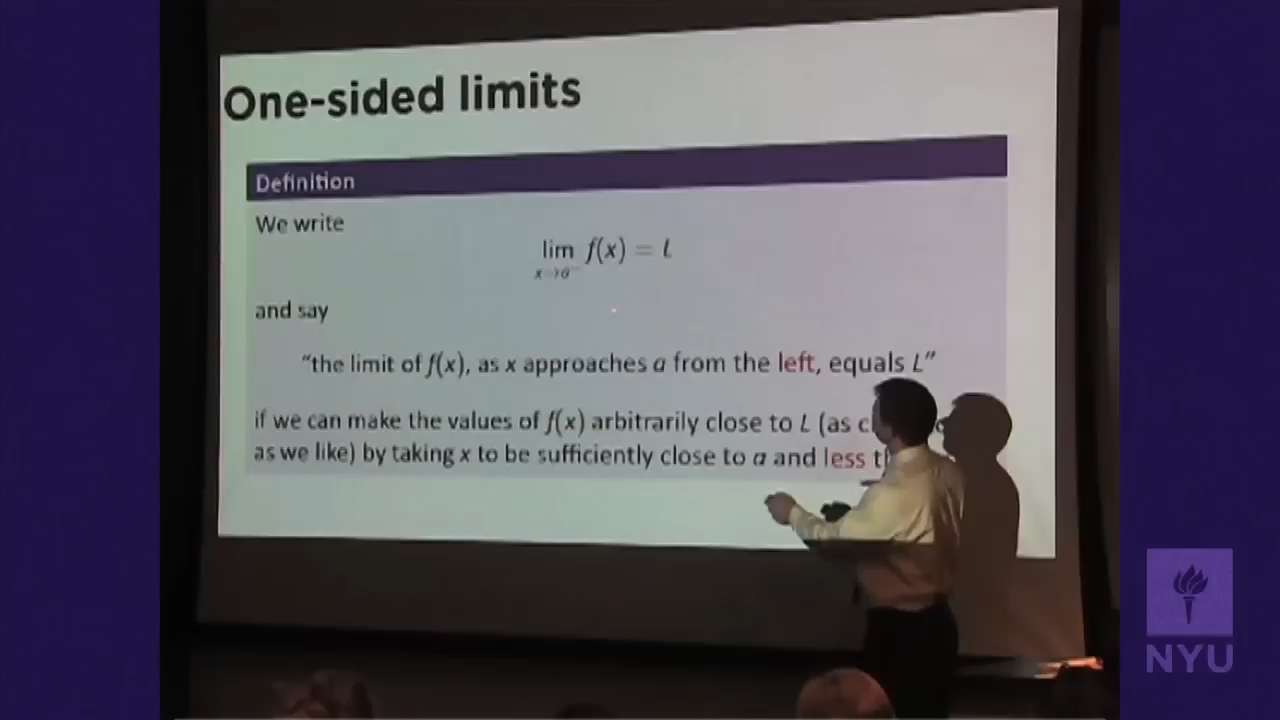 One-sided limits
Definition
We write
lim f(x) = L
x→a⁻
and say
"the limit of f(x), as x approaches a from the left, equals L"
if we can make the values of f(x) arbitrarily close to L (as
as we like) by taking x to be sufficiently close to a and less
NYU